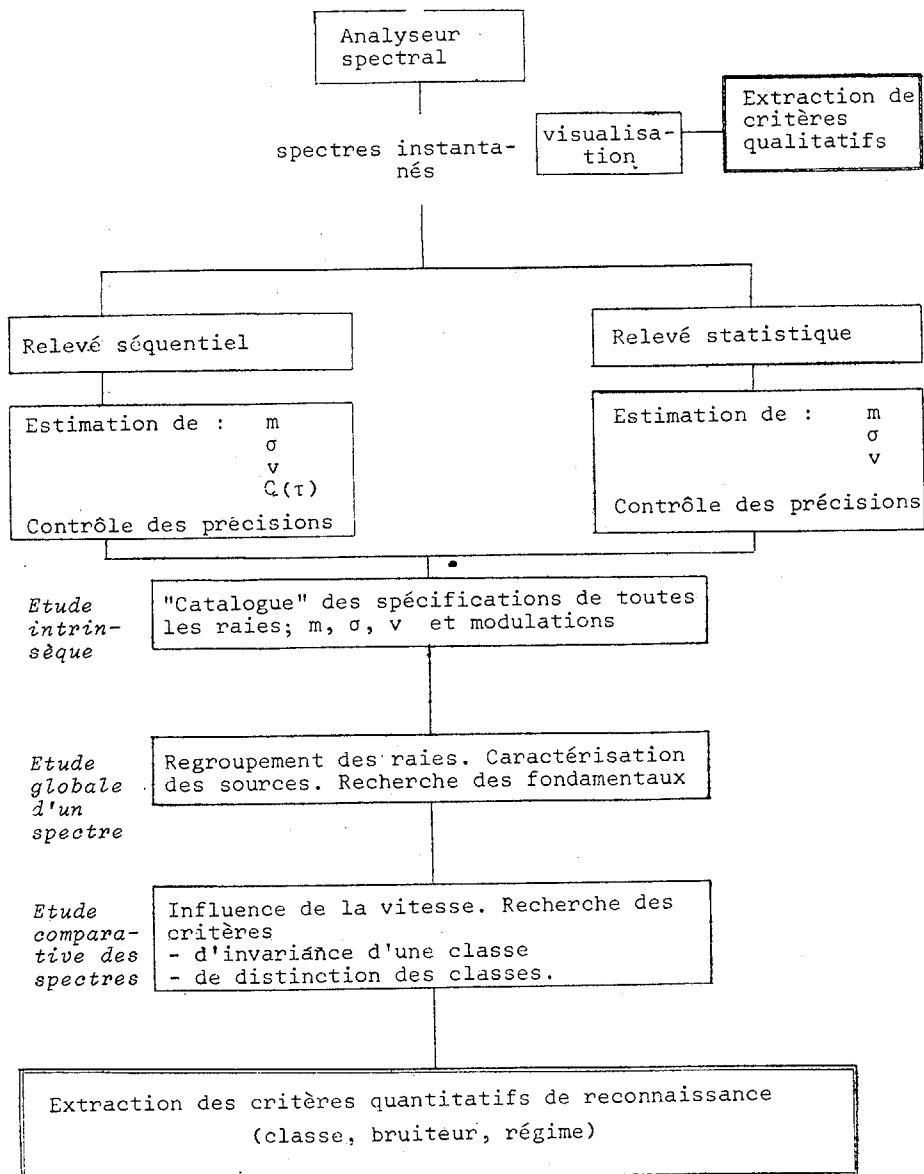 Analyseur
spectral
spectres instanta-
nés
visualisa-
tion
Extraction de
critères
qualitatifs
Relevé séquentiel
Relevé statistique
Estimation de : m
σ
v
C(τ)
Contrôle des précisions
Estimation de : m
σ
v
Contrôle des précisions
Etude
intrin-
sèque
"Catalogue" des spécifications de toutes
les raies; m, σ, v et modulations
Etude
globale
d'un
spectre
Regroupement des raies. Caractérisation
des sources. Recherche des fondamentaux
Etude
compara-
tive des
spectres
Influence de la vitesse. Recherche des
critères
- d'invariance d'une classe
- de distinction des classes.
Extraction des critères quantitatifs de reconnaissance
(classe, bruiteur, régime)